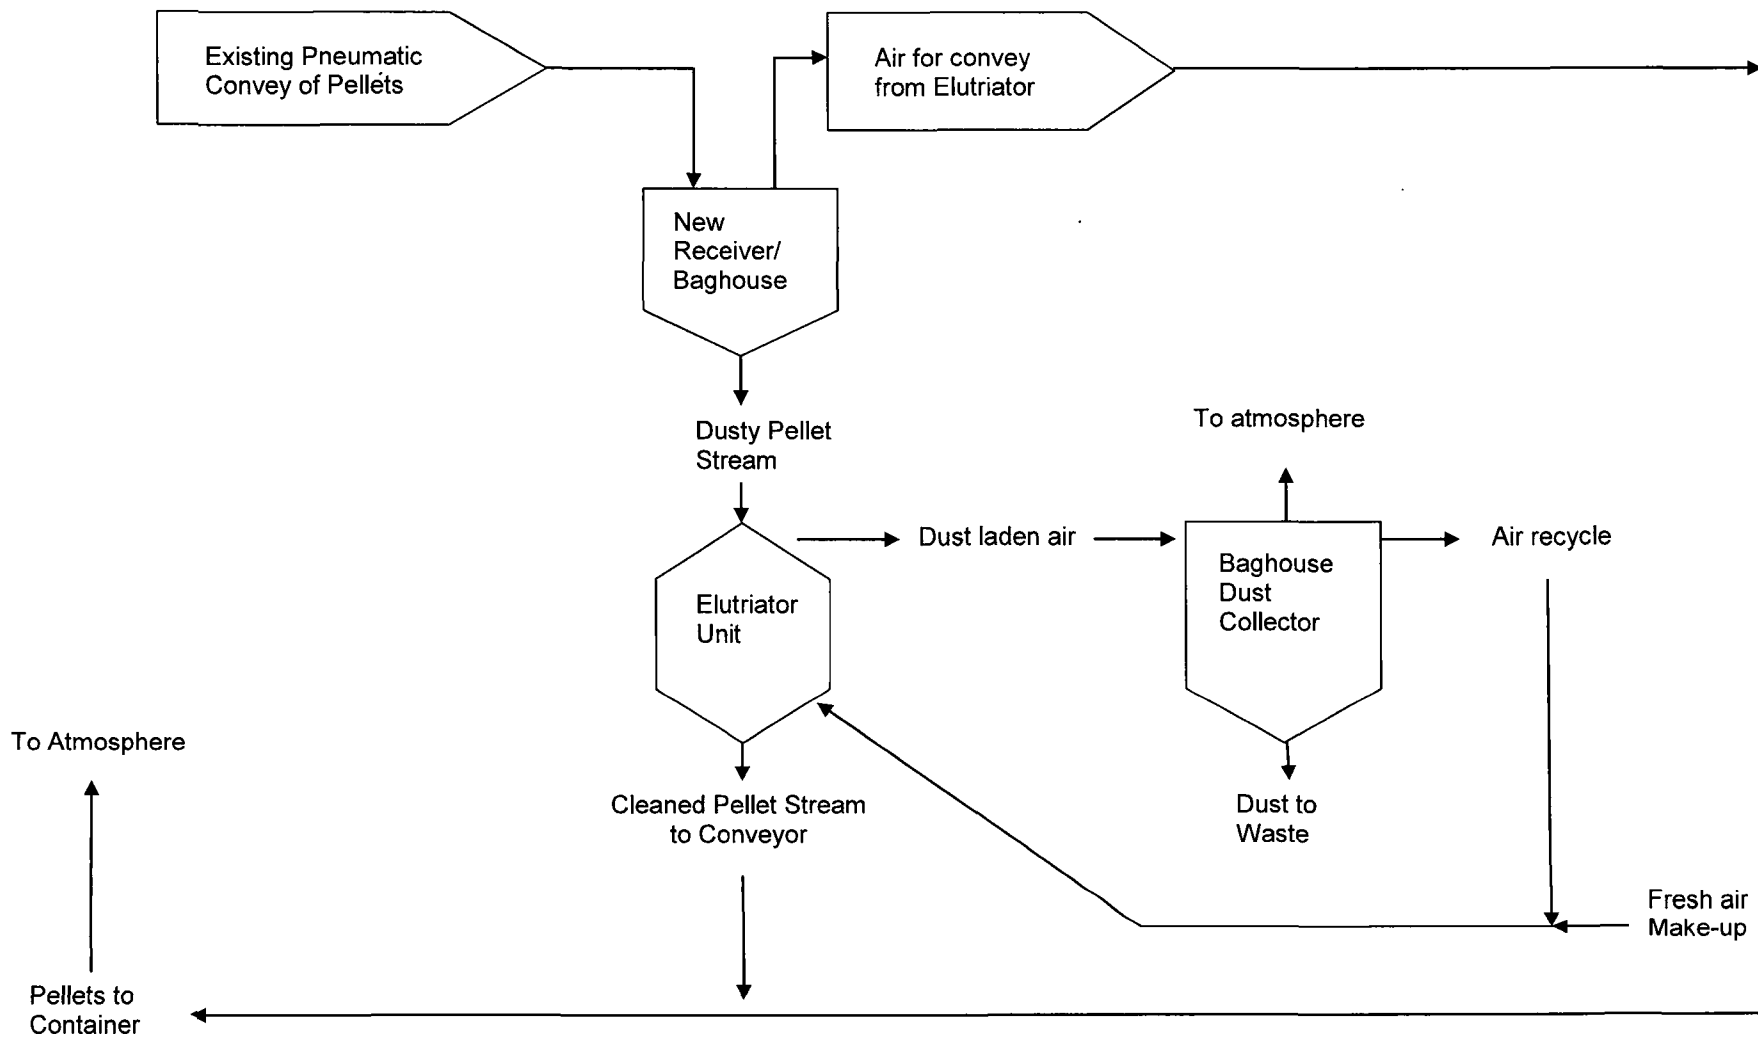 Existing Pneumatic
Convey of Pellets
Air for convey
from Elutriator
New
Receiver/
Baghouse
Dusty Pellet
Stream
To atmosphere
Dust laden air
Air recycle
Baghouse
Dust
Collector
Elutriator
Unit
To Atmosphere
Cleaned Pellet Stream
to Conveyor
Dust to
Waste
Fresh air
Make-up
Pellets to
Container